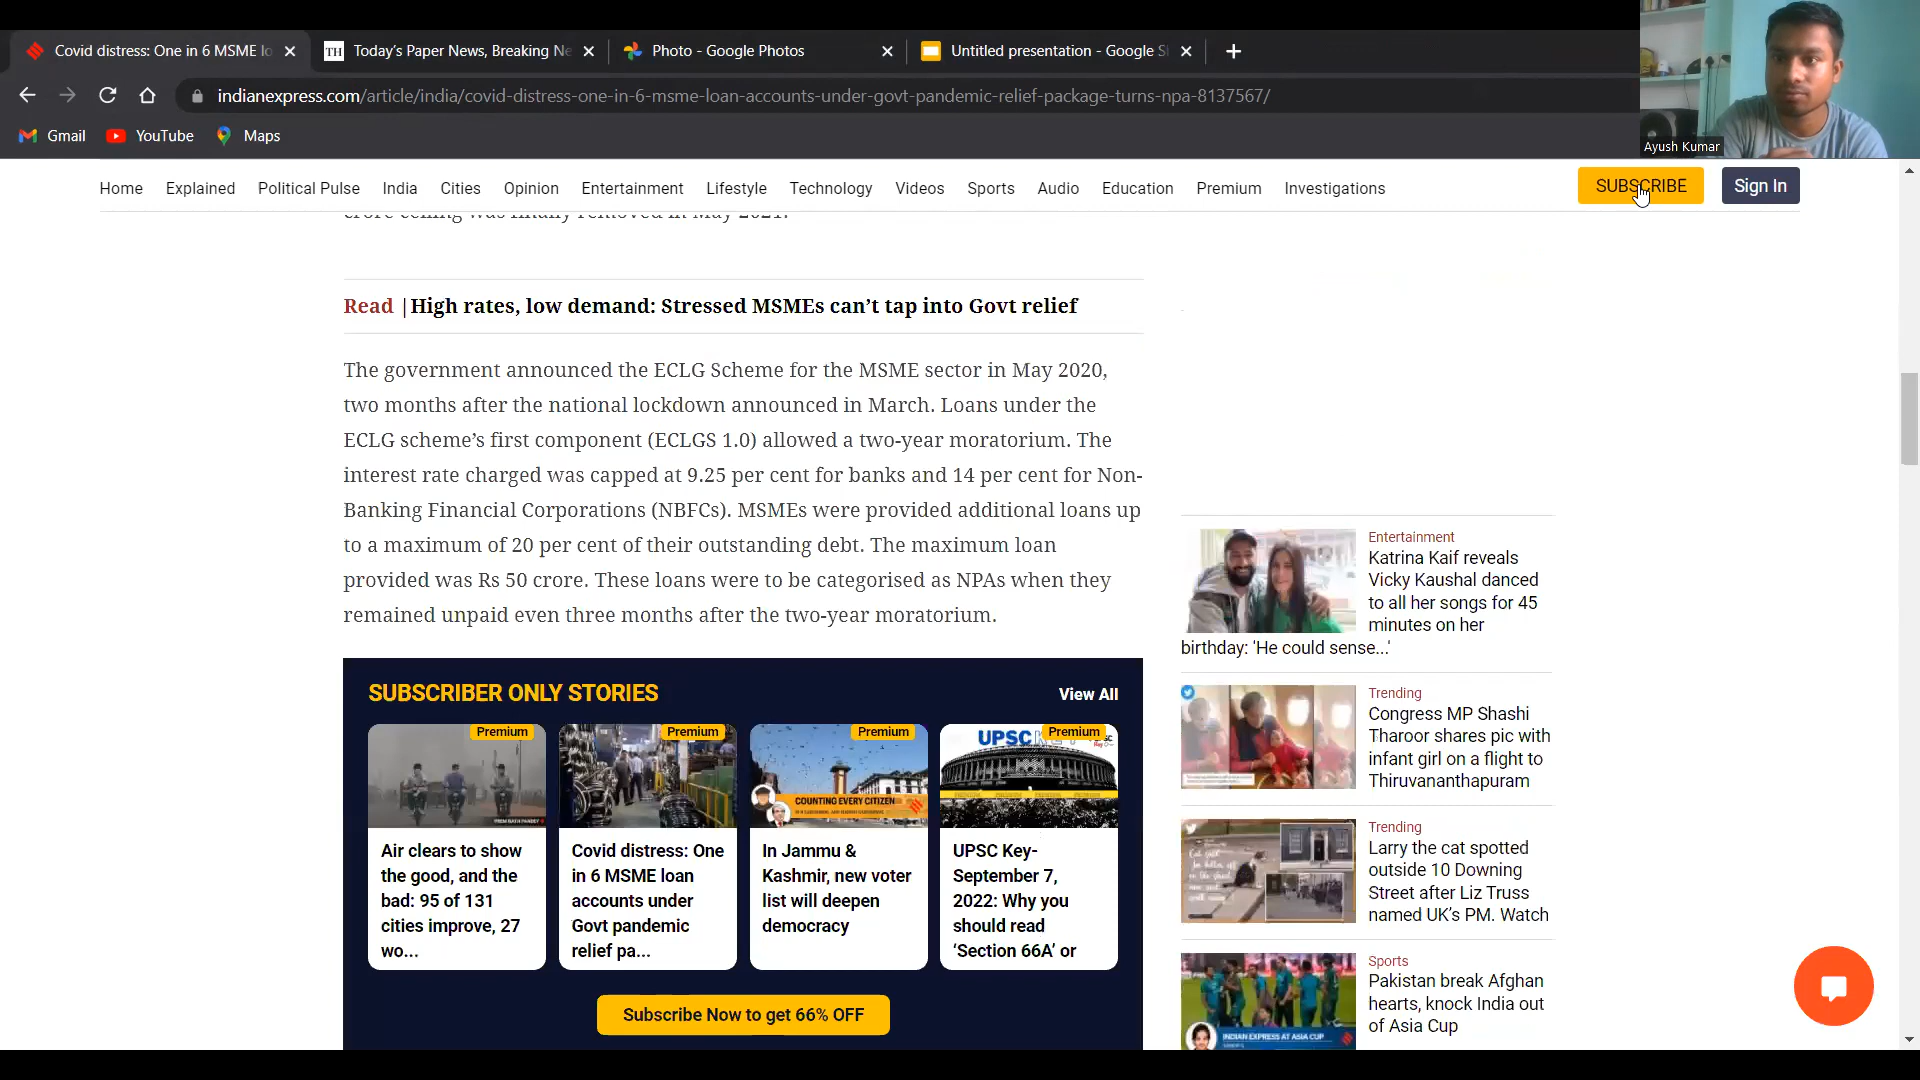 Covid distress: One in 6 MSME lo
TH
Today's Paper News, Breaking Ne
Photo - Google Photos
Untitled presentation - Google Sl
indianexpress.com/article/india/covid-distress-one-in-6-msme-loan-accounts-under-govt-pandemic-relief-package-turns-npa-8137567/
Gmail
YouTube
Maps
Ayush Kumar
Home
Explained
Political Pulse
India
Cities
Opinion
Entertainment
Lifestyle
Technology
Videos
Sports
Audio
Education
Premium
Investigations
SUBSCRIBE
Sign In
crore ceiling was finally removed in May 2021.
Read |High rates, low demand: Stressed MSMEs can't tap into Govt relief
The government announced the ECLG Scheme for the MSME sector in May 2020,
two months after the national lockdown announced in March. Loans under the
ECLG scheme's first component (ECLGS 1.0) allowed a two-year moratorium. The
interest rate charged was capped at 9.25 per cent for banks and 14 per cent for Non-
Banking Financial Corporations (NBFCs). MSMEs were provided additional loans up
to a maximum of 20 per cent of their outstanding debt. The maximum loan
provided was Rs 50 crore. These loans were to be categorised as NPAs when they
remained unpaid even three months after the two-year moratorium.
SUBSCRIBER ONLY STORIES
View All
Premium
Air clears to show
the good, and the
bad: 95 of 131
cities improve, 27
wo...
Premium
Covid distress: One
in 6 MSME loan
accounts under
Govt pandemic
relief pa...
Premium
COUNTING EVERY CITIZEN
In Jammu &
Kashmir, new voter
list will deepen
democracy
Premium
UPSC
UPSC Key-
September 7,
2022: Why you
should read
'Section 66A' or
Subscribe Now to get 66% OFF
Entertainment
Katrina Kaif reveals
Vicky Kaushal danced
to all her songs for 45
minutes on her
birthday: 'He could sense...'
Trending
Congress MP Shashi
Tharoor shares pic with
infant girl on a flight to
Thiruvananthapuram
Trending
Larry the cat spotted
outside 10 Downing
Street after Liz Truss
named UK's PM. Watch
Sports
Pakistan break Afghan
hearts, knock India out
of Asia Cup
INDIAN EXPRESS AT ASIA CUP